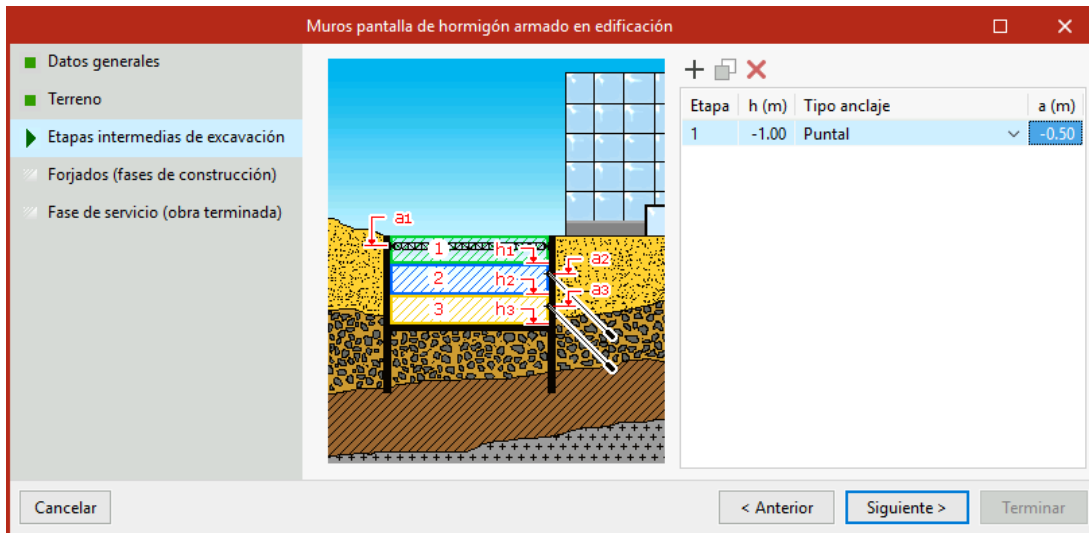 Muros pantalla de hormigón armado en edificación
Datos generales
Terreno
Etapas intermedias de excavación
Forjados (fases de construcción)
Fase de servicio (obra terminada)
a1
1 h1
a2
2 h2
a3
3 h3
Etapa h (m) Tipo anclaje a (m)
1 -1.00 Puntal -0.50
Cancelar < Anterior Siguiente > Terminar